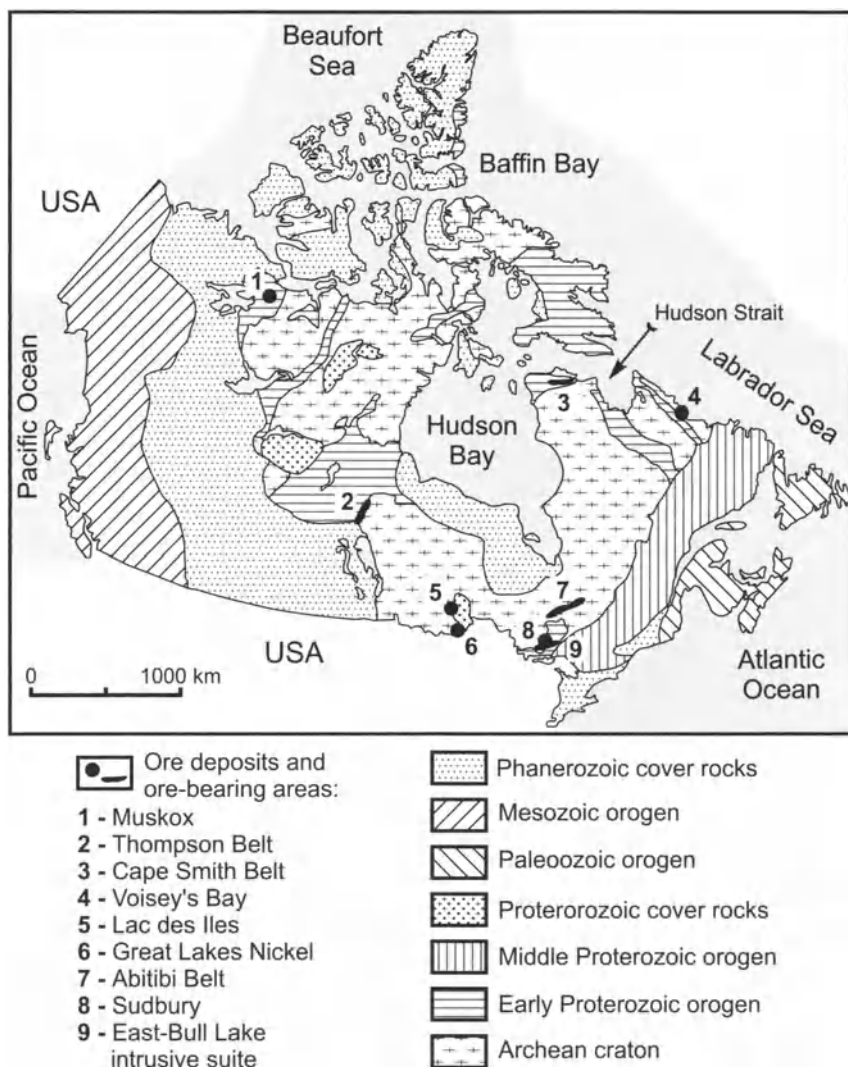 Beaufort
Sea
Baffin Bay
USA
1
Hudson Strait
Pacific Ocean
Labrador Sea
4
3
Hudson
Bay
2
5
7
6
8
9
USA
0 1000 km
Atlantic
Ocean
Ore deposits and
ore-bearing areas:
1 - Muskox
2 - Thompson Belt
3 - Cape Smith Belt
4 - Voisey's Bay
5 - Lac des Iles
6 - Great Lakes Nickel
7 - Abitibi Belt
8 - Sudbury
9 - East-Bull Lake
intrusive suite
Phanerozoic cover rocks
Mesozoic orogen
Paleoozoic orogen
Proterorozoic cover rocks
Middle Proterozoic orogen
Early Proterozoic orogen
Archean craton